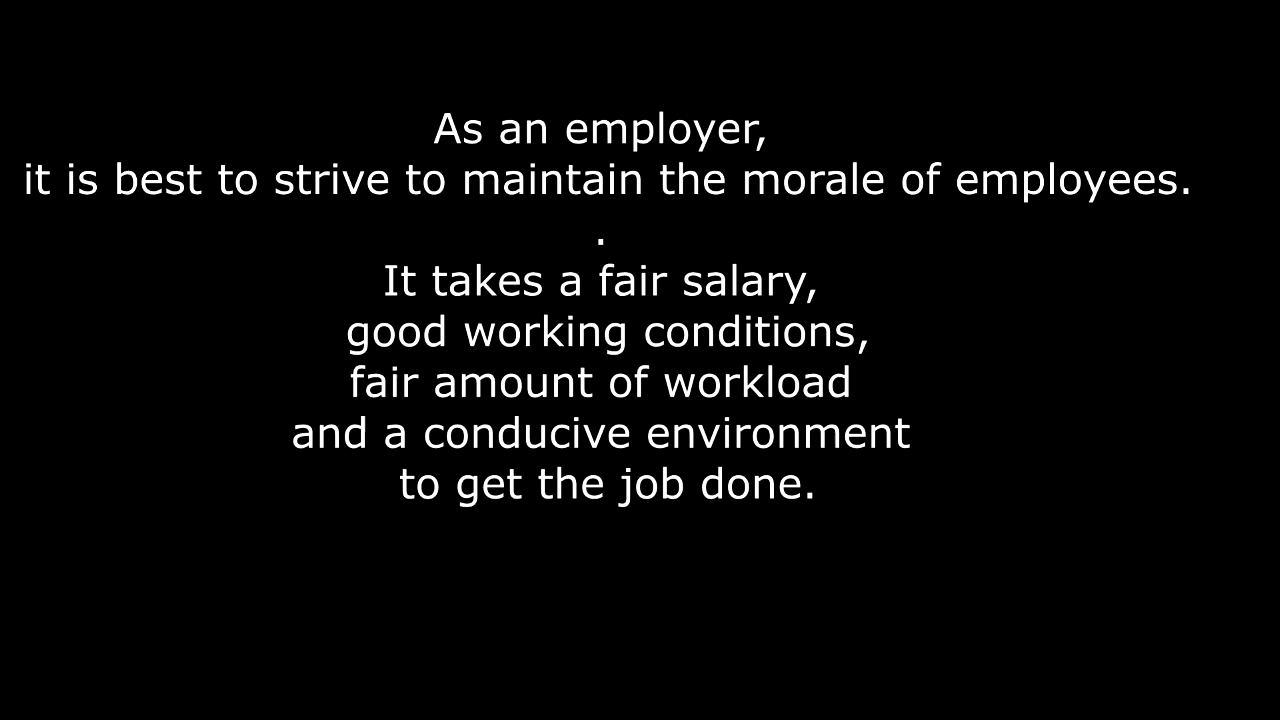 As an employer,
it is best to strive to maintain the morale of employees.
.
It takes a fair salary,
good working conditions,
fair amount of workload
and a conducive environment
to get the job done.